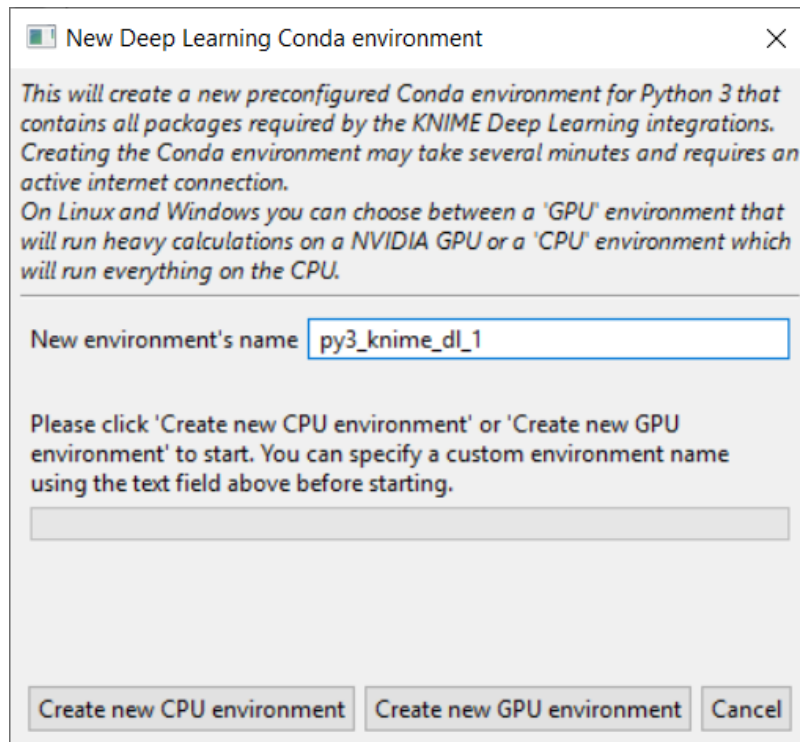 New Deep Learning Conda environment
This will create a new preconfigured Conda environment for Python 3 that
contains all packages required by the KNIME Deep Learning integrations.
Creating the Conda environment may take several minutes and requires an
active internet connection.
On Linux and Windows you can choose between a 'GPU' environment that
will run heavy calculations on a NVIDIA GPU or a 'CPU' environment which
will run everything on the CPU.
New environment's name py3_knime_dl_1
Please click 'Create new CPU environment' or 'Create new GPU
environment' to start. You can specify a custom environment name
using the text field above before starting.
Create new CPU environment Create new GPU environment Cancel